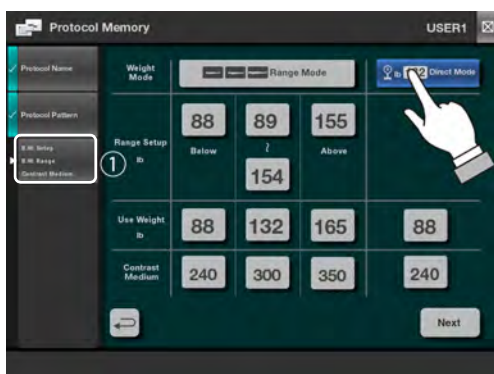 Protocol Memory USER1
Protocol Name
Protocol Pattern
B.W. Setup
B.W. Range
Contrast Medium
1
Weight
Mode
Range Mode
lb Direct Mode
Range Setup
lb
88 89 155
Below ~ Above
154
Use Weight
lb
88 132 165 88
Contrast
Medium
240 300 350 240
Next